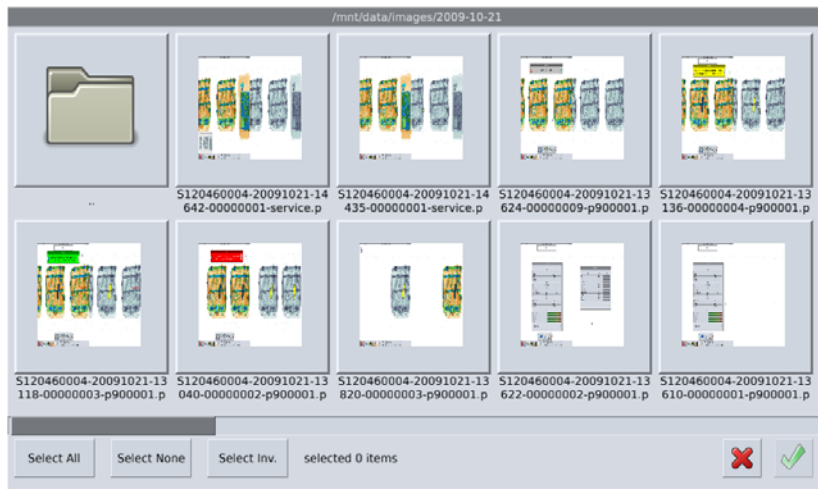 /mnt/data/images/2009-10-21
..
S120460004-20091021-14
642-00000001-service.p
S120460004-20091021-14
435-00000001-service.p
S120460004-20091021-13
624-00000009-p900001.p
S120460004-20091021-13
136-00000004-p900001.p
S120460004-20091021-13
118-00000003-p900001.p
S120460004-20091021-13
040-00000002-p900001.p
S120460004-20091021-13
820-00000003-p900001.p
S120460004-20091021-13
622-00000002-p900001.p
S120460004-20091021-13
610-00000001-p900001.p
Select All
Select None
Select Inv.
selected 0 items